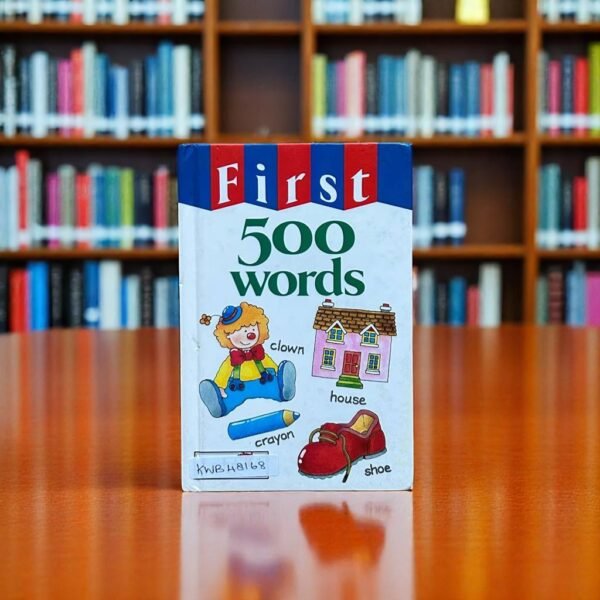 First
500
words
clown
house
crayon
shoe
KWB48168